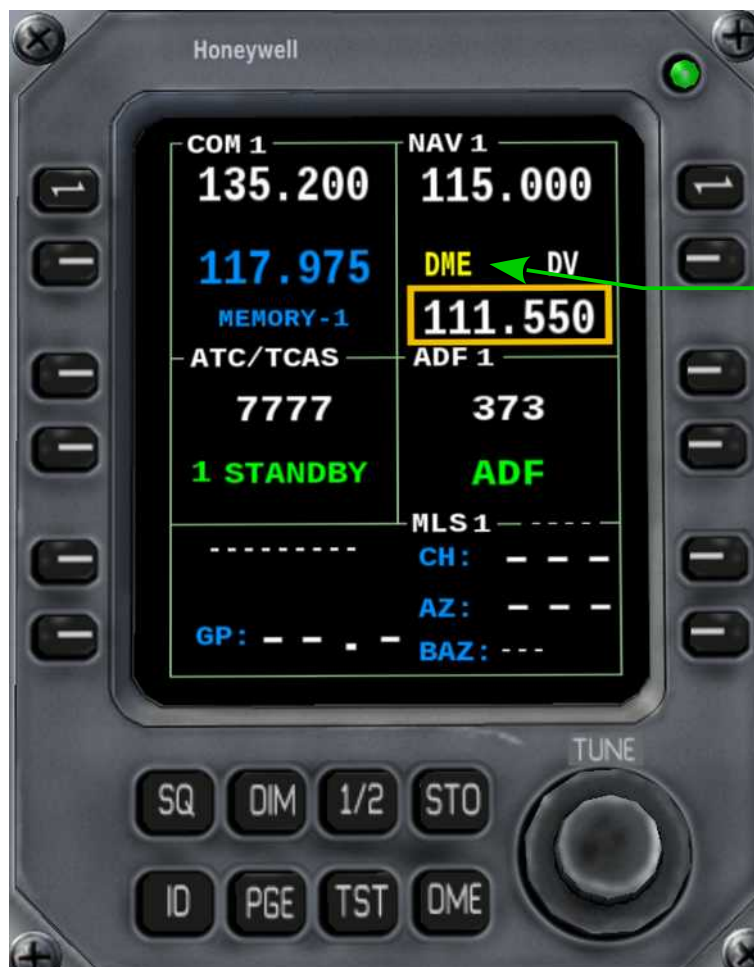 Honeywell
COM 1
135.200
117.975
MEMORY-1
NAV 1
115.000
DME DV
111.550
ATC/TCAS
7777
1 STANDBY
ADF 1
373
ADF
---------
GP: – – . –
MLS 1 -----
CH: – – –
AZ: – – –
BAZ: ---
TUNE
SQ DIM 1/2 STO
ID PGE TST DME